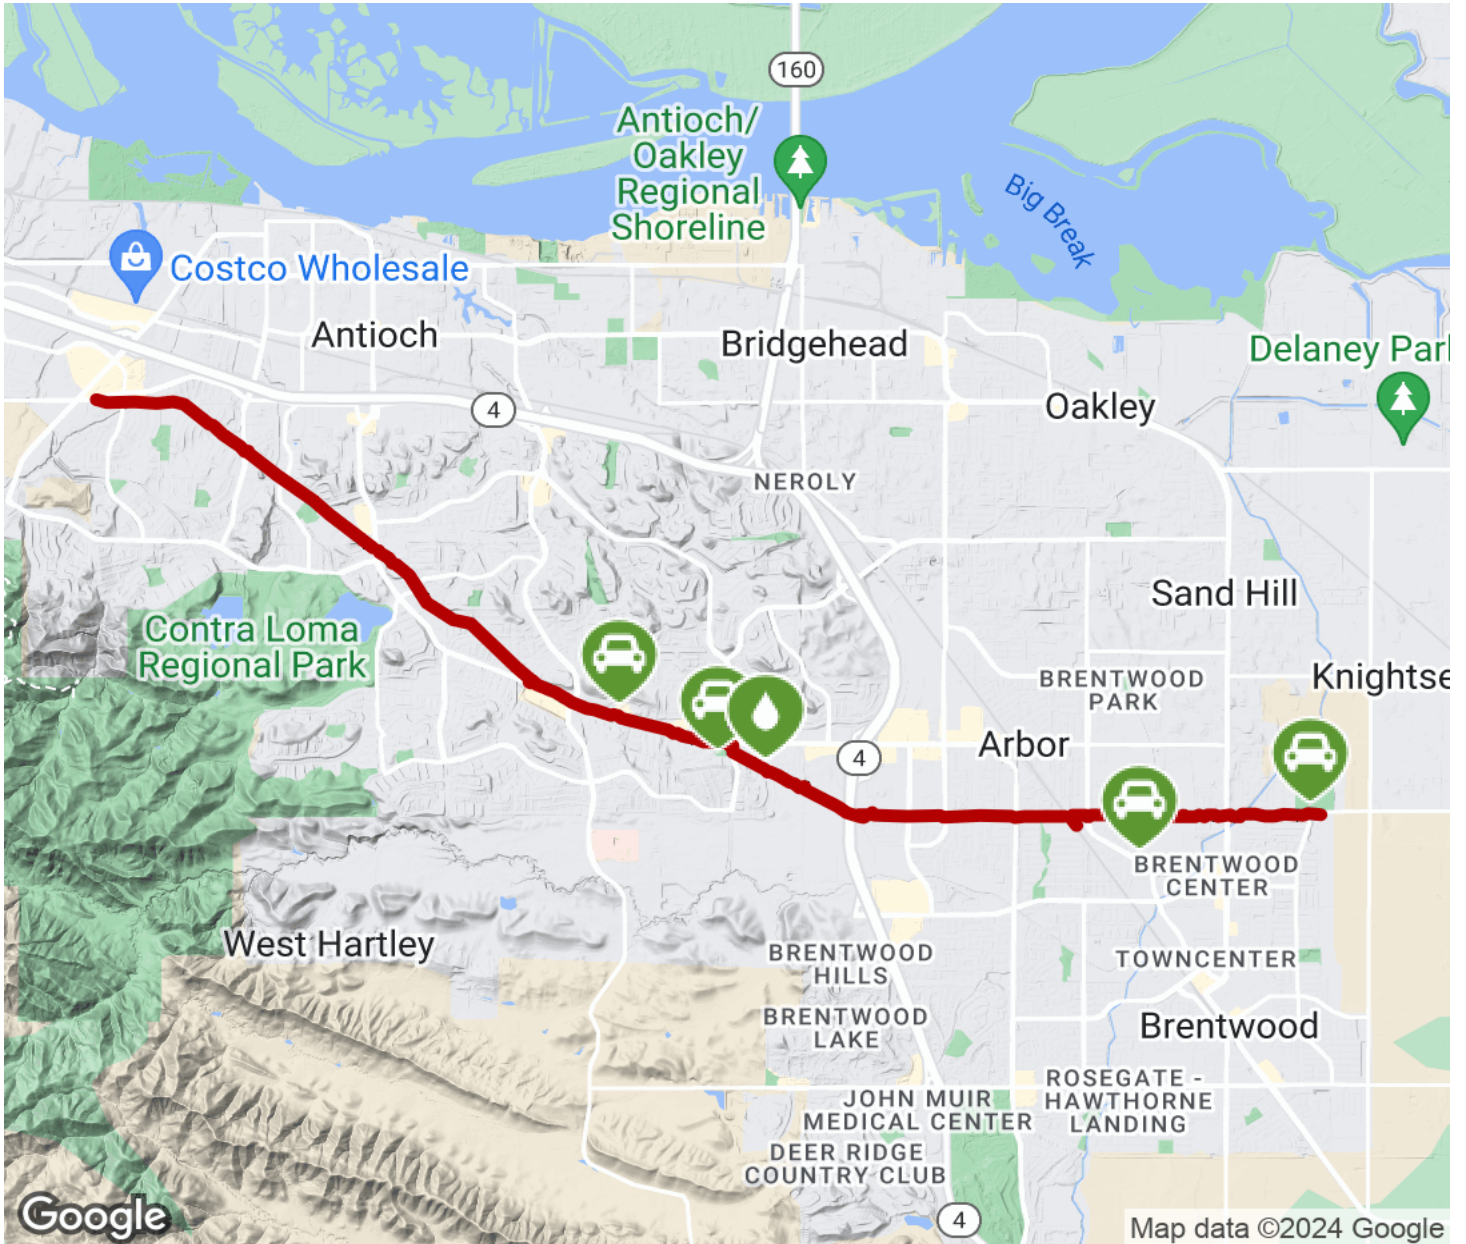 160
Antioch/
Oakley
Regional
Shoreline
Big Break
Costco Wholesale
Antioch
Bridgehead
Delaney Parl
4
Oakley
NEROLY
Sand Hill
Contra Loma
Regional Park
BRENTWOOD
PARK
Knightse
4
Arbor
BRENTWOOD
CENTER
West Hartley
BRENTWOOD
HILLS
TOWNCENTER
BRENTWOOD
LAKE
Brentwood
JOHN MUIR
MEDICAL CENTER
ROSEGATE -
HAWTHORNE
LANDING
DEER RIDGE
COUNTRY CLUB
4
Google
Map data ©2024 Google